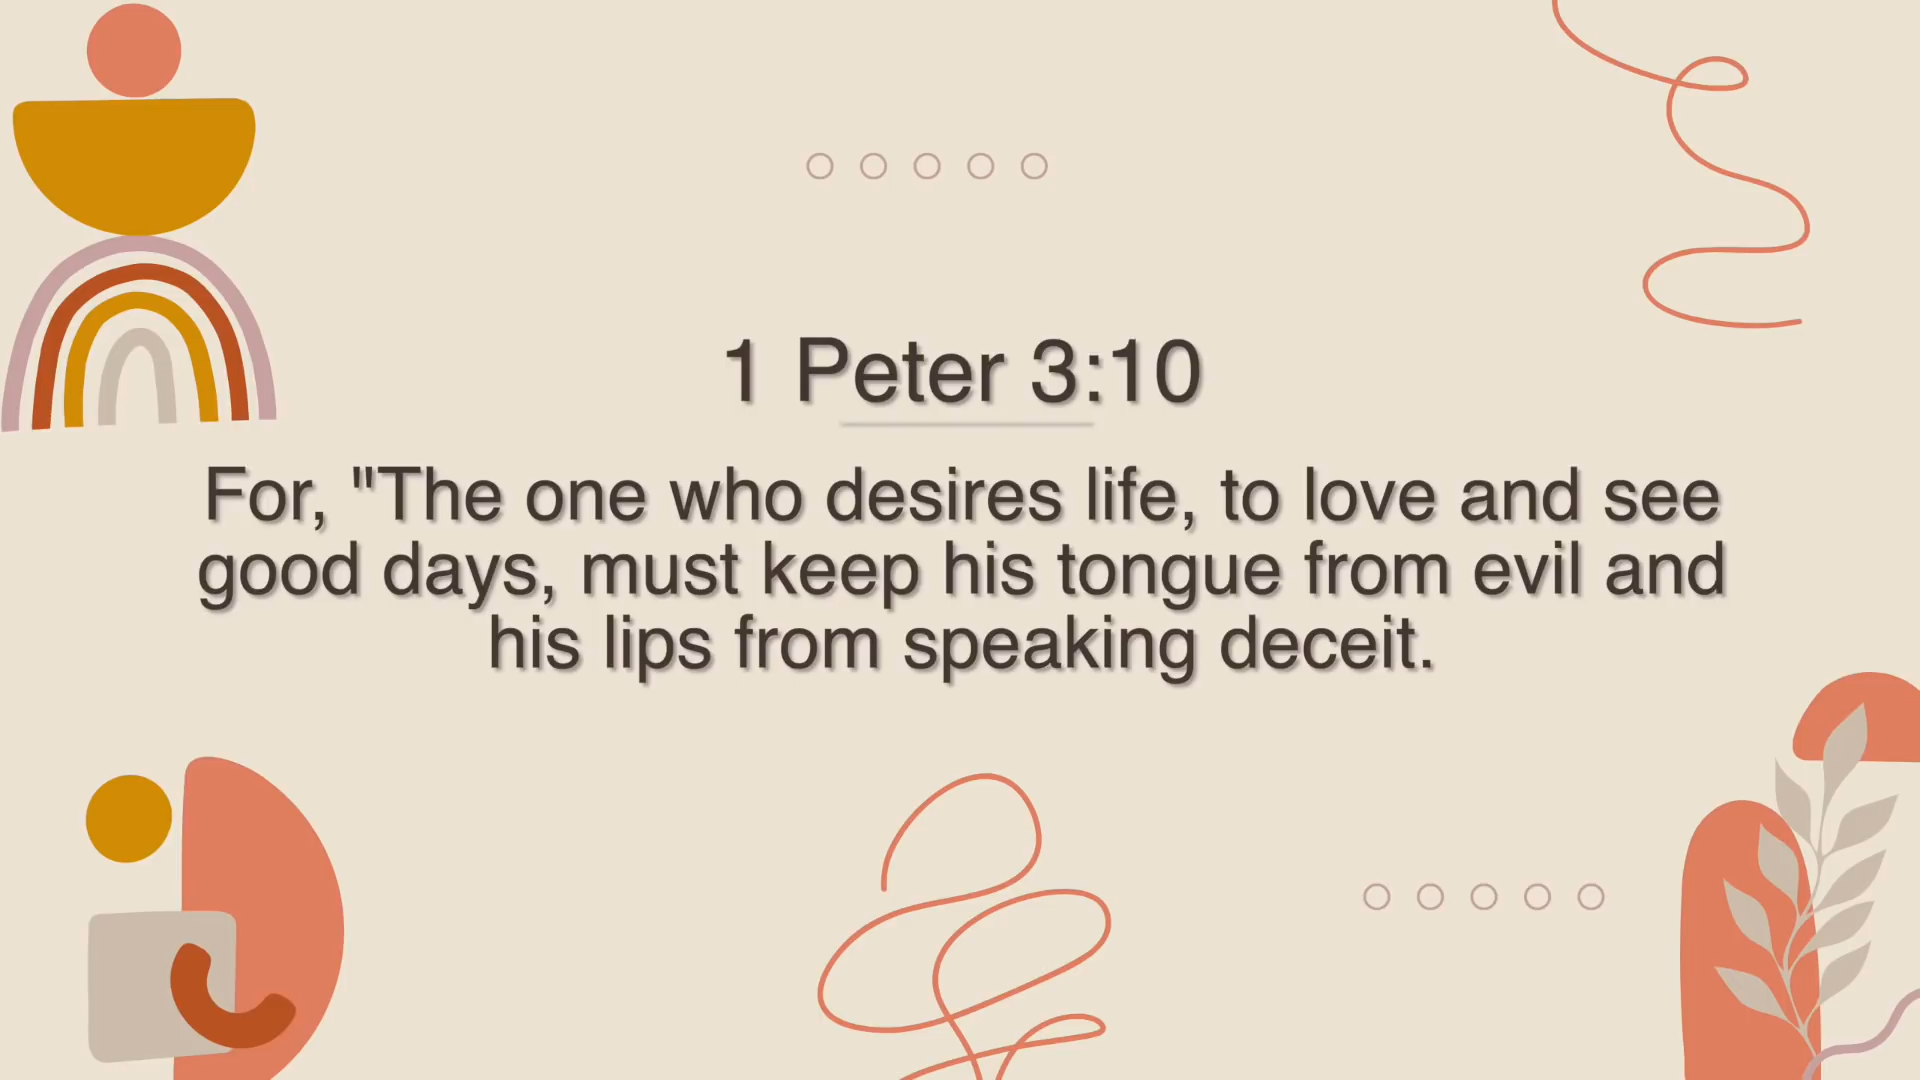 1 Peter 3:10
For, "The one who desires life, to love and see
good days, must keep his tongue from evil and
his lips from speaking deceit.